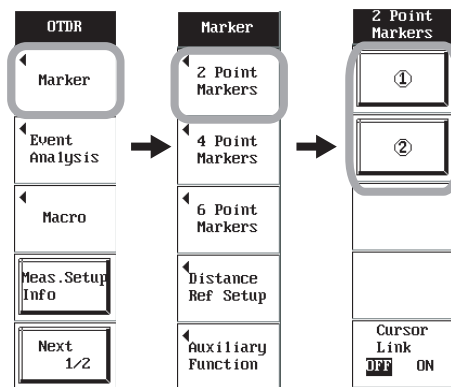 OTDR
Marker
Event
Analysis
Macro
Meas.Setup
Info
Next
1/2
Marker
2 Point
Markers
4 Point
Markers
6 Point
Markers
Distance
Ref Setup
Auxiliary
Function
2 Point
Markers
①
②
Cursor
Link
OFF ON